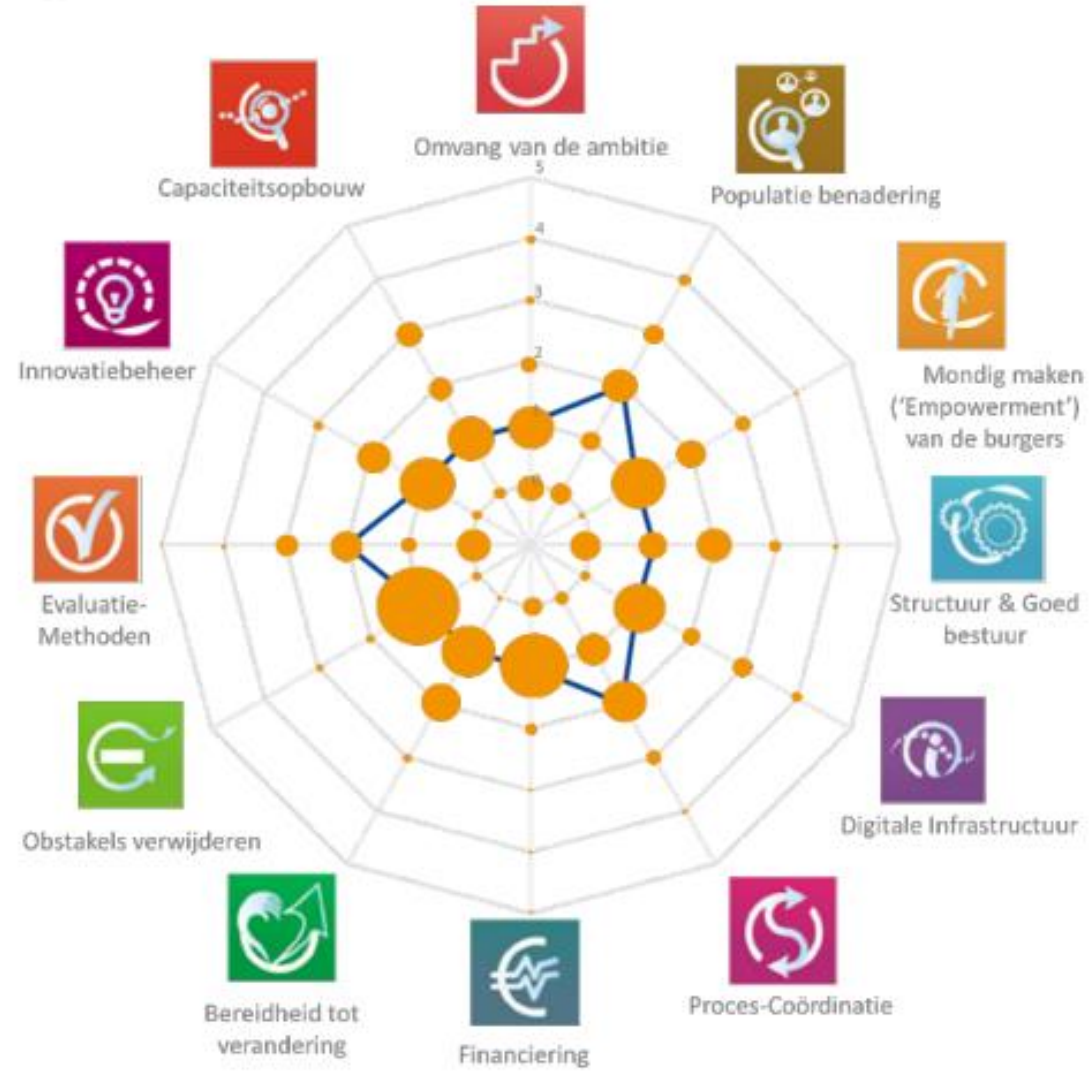 Omvang van de ambitie
Populatie benadering
Mondig maken
(‘Empowerment’)
van de burgers
Structuur & Goed
bestuur
Digitale Infrastructuur
Proces-Coördinatie
Financiering
Bereidheid tot
verandering
Obstakels verwijderen
Evaluatie-
Methoden
Innovatiebeheer
Capaciteitsopbouw
5
4
3
2